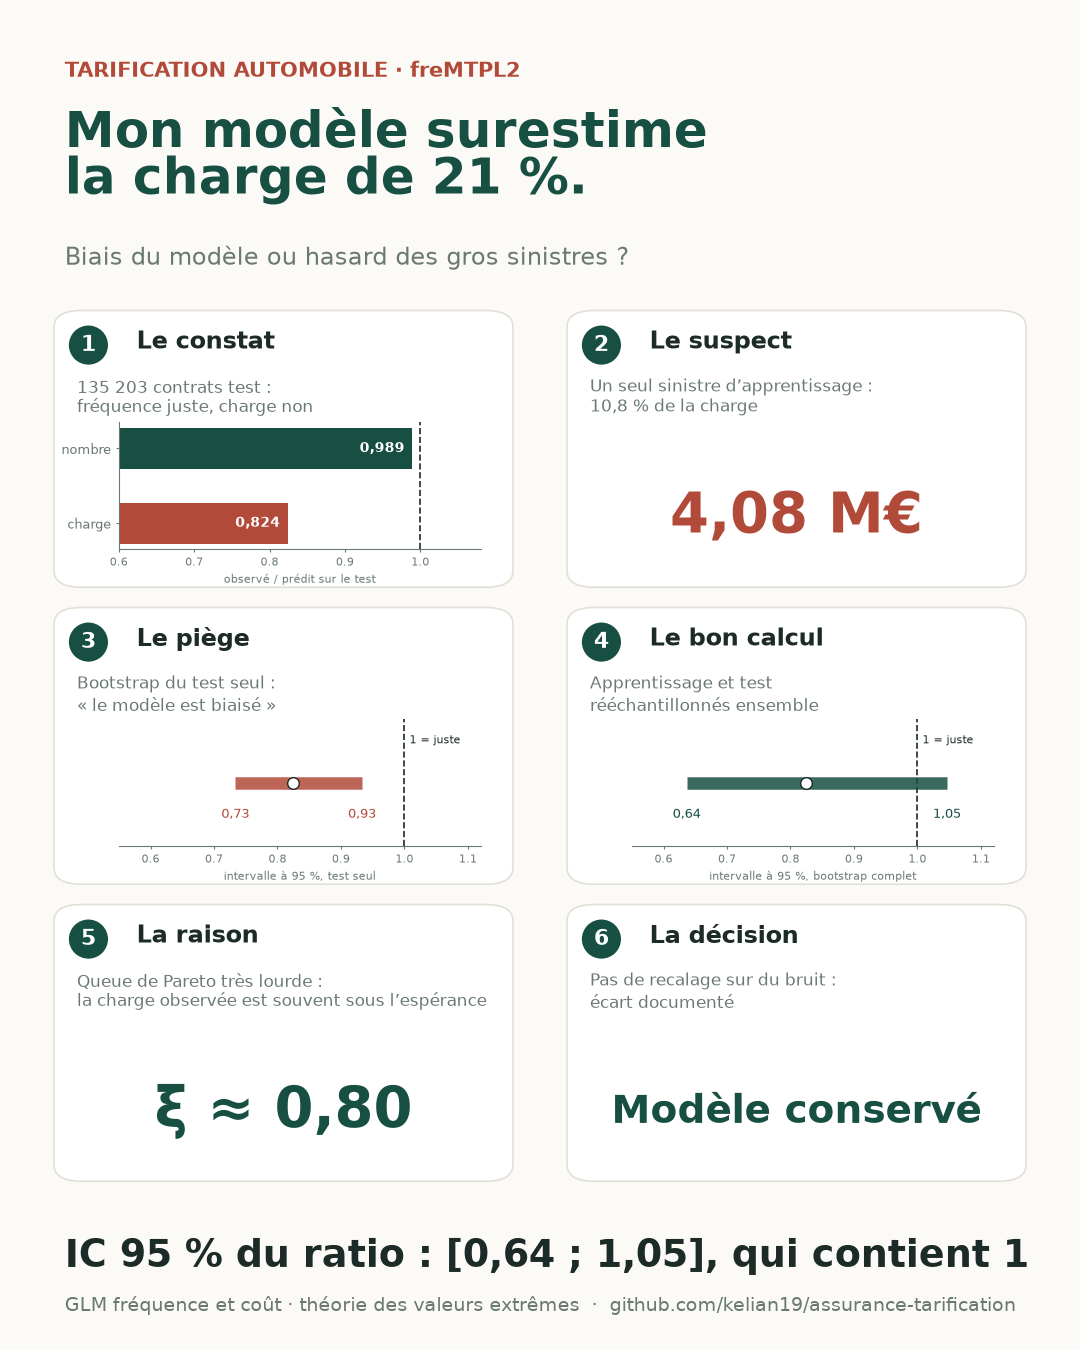 TARIFICATION AUTOMOBILE · freMTPL2
Mon modèle surestime
la charge de 21 %.
Biais du modèle ou hasard des gros sinistres ?
1 Le constat
135 203 contrats test :
fréquence juste, charge non
nombre 0,989
charge 0,824
0.6 0.7 0.8 0.9 1.0
observé / prédit sur le test
2 Le suspect
Un seul sinistre d’apprentissage :
10,8 % de la charge
4,08 M€
3 Le piège
Bootstrap du test seul :
« le modèle est biaisé »
1 = juste
0,73 0,93
0.6 0.7 0.8 0.9 1.0 1.1
intervalle à 95 %, test seul
4 Le bon calcul
Apprentissage et test
rééchantillonnés ensemble
1 = juste
0,64 1,05
0.6 0.7 0.8 0.9 1.0 1.1
intervalle à 95 %, bootstrap complet
5 La raison
Queue de Pareto très lourde :
la charge observée est souvent sous l’espérance
ξ ≈ 0,80
6 La décision
Pas de recalage sur du bruit :
écart documenté
Modèle conservé
IC 95 % du ratio : [0,64 ; 1,05], qui contient 1
GLM fréquence et coût · théorie des valeurs extrêmes · github.com/kelian19/assurance-tarification